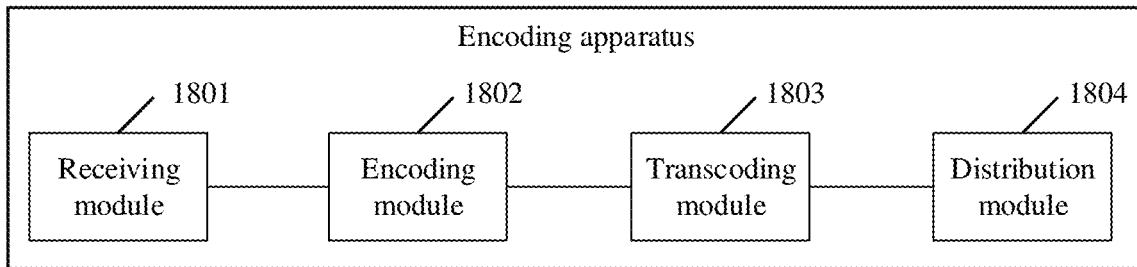 Encoding apparatus
1801 1802 1803 1804
Receiving Encoding Transcoding Distribution
module module module module